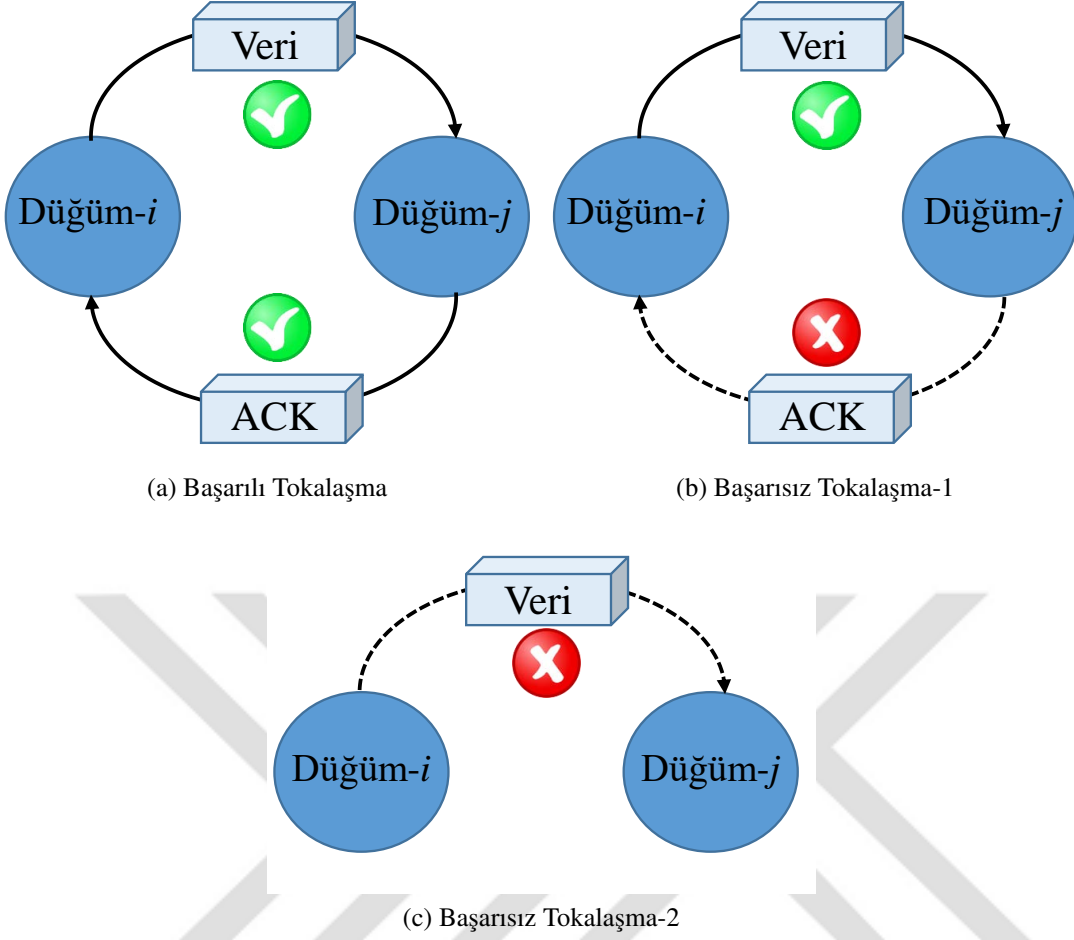 Veri
Veri
Düğüm-i
Düğüm-j
Düğüm-i
Düğüm-j
ACK
ACK
(a) Başarılı Tokalaşma
(b) Başarısız Tokalaşma-1
Veri
Düğüm-i
Düğüm-j
(c) Başarısız Tokalaşma-2